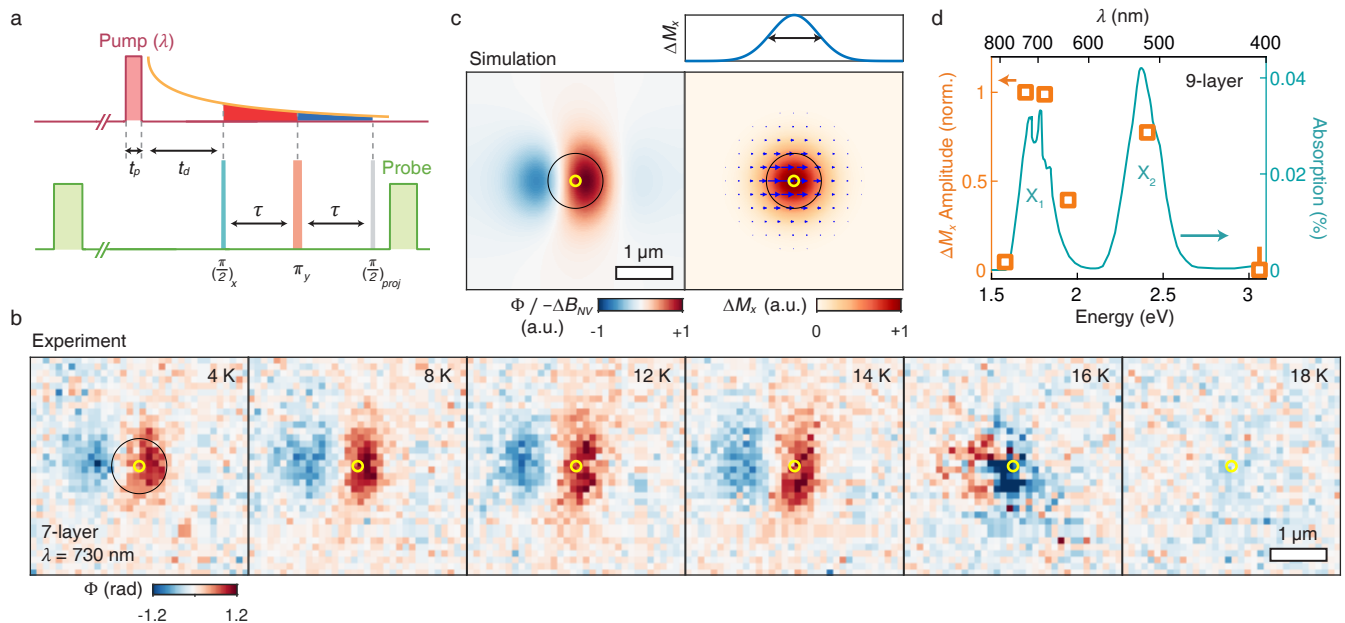 a
Pump (λ)
t_p
t_d
Probe
τ
τ
(π/2)_x
π_y
(π/2)_proj
c
Simulation
ΔM_x
1 μm
Φ / −ΔB_NV
(a.u.)
-1
+1
ΔM_x (a.u.)
0
+1
d
λ (nm)
800
700
600
500
400
9-layer
ΔM_x Amplitude (norm.)
1
0.5
0
X_1
X_2
0.04
0.02
0
Absorption (%)
1.5
2
2.5
3
Energy (eV)
b
Experiment
4 K
8 K
12 K
14 K
16 K
18 K
7-layer
λ = 730 nm
1 μm
Φ (rad)
-1.2
1.2